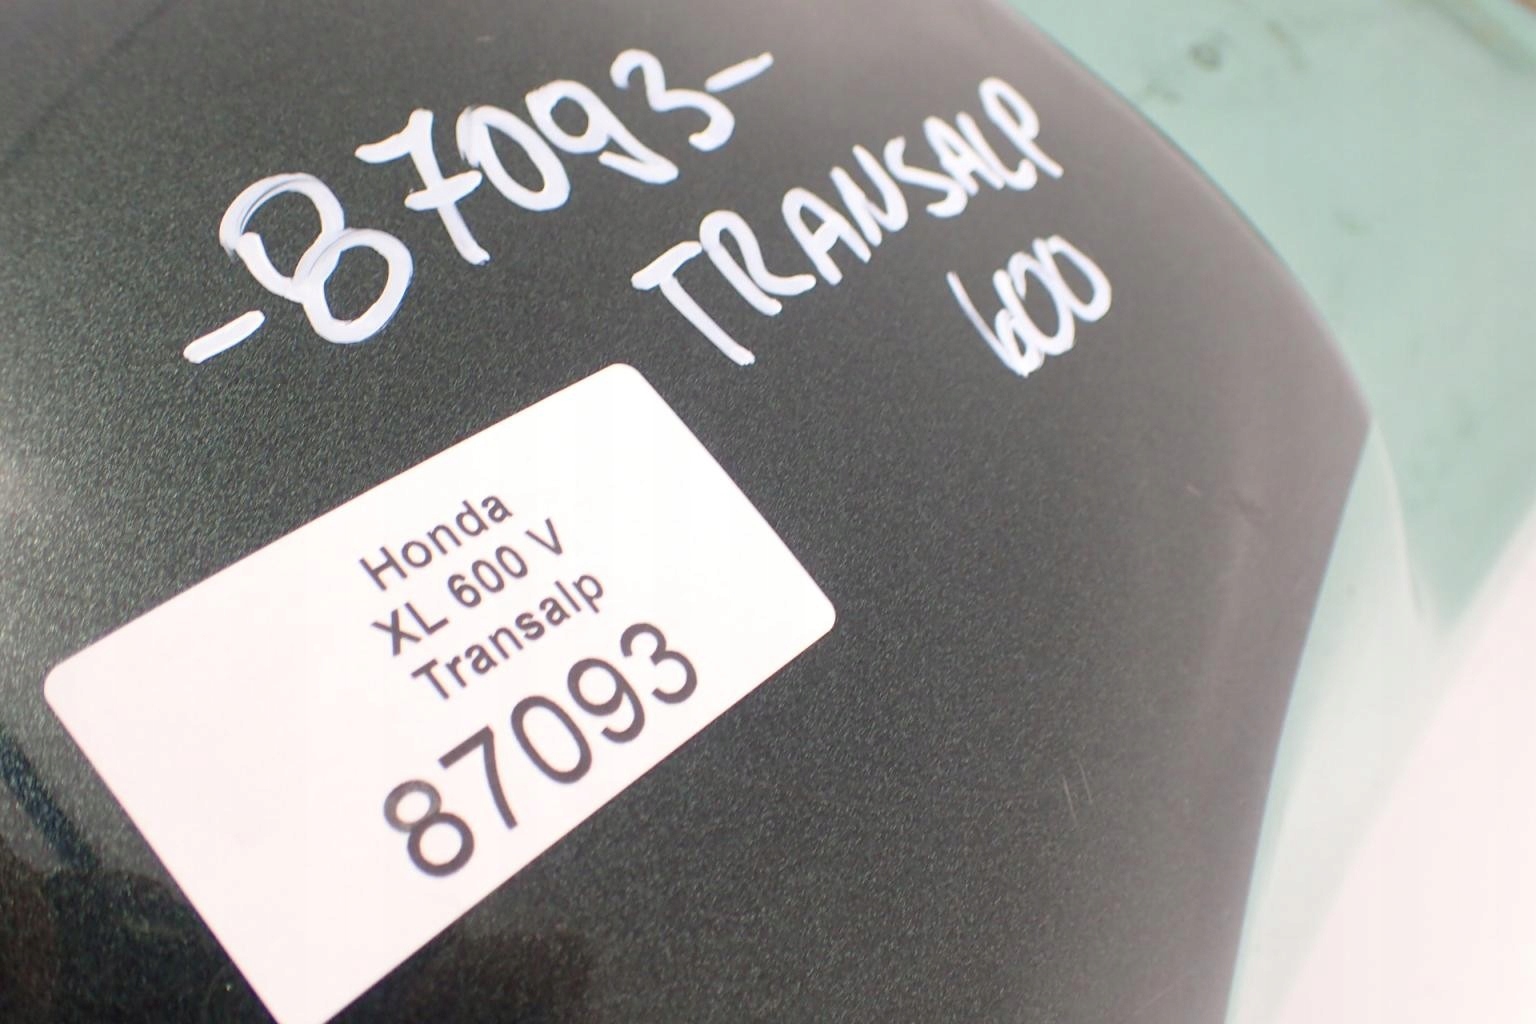 -87093-
TRANSALP
600
Honda
XL 600 V
Transalp
87093